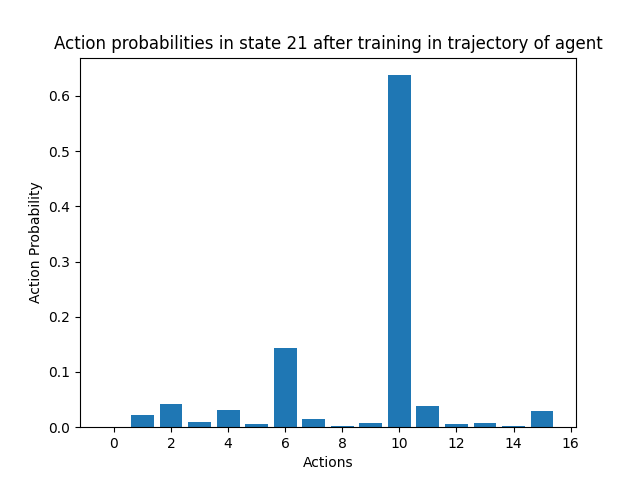 Action probabilities in state 21 after training in trajectory of agent
0.6
0.5
0.4
0.3
0.2
0.1
0.0
Action Probability
0 2 4 6 8 10 12 14 16
Actions